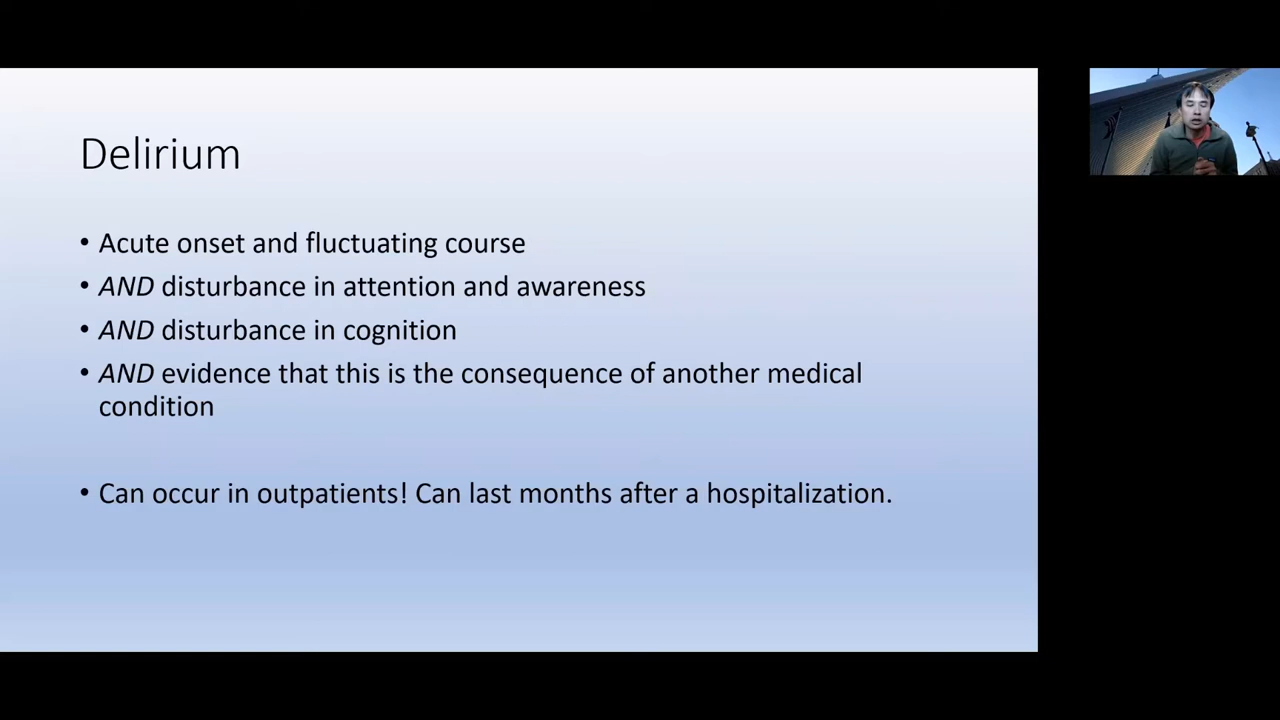 Delirium
• Acute onset and fluctuating course
• AND disturbance in attention and awareness
• AND disturbance in cognition
• AND evidence that this is the consequence of another medical
condition
• Can occur in outpatients! Can last months after a hospitalization.